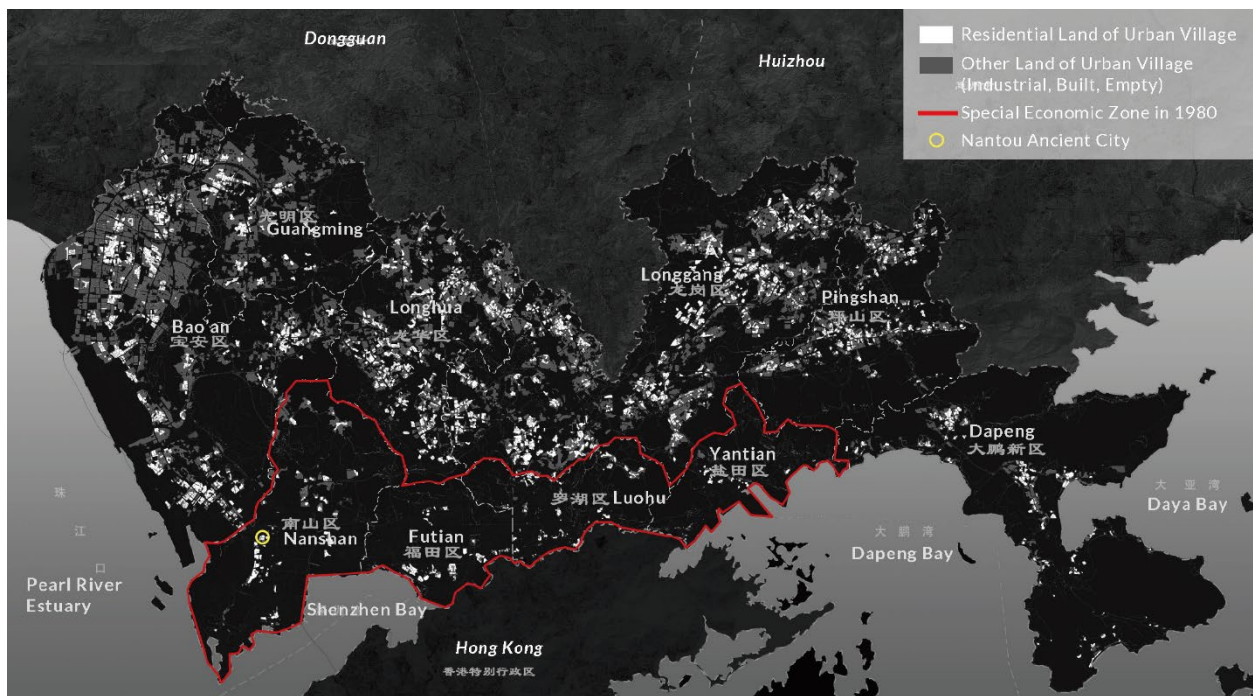 Dongguan
Huizhou
Residential Land of Urban Village
Other Land of Urban Village
(Industrial, Built, Empty)
Special Economic Zone in 1980
Nantou Ancient City
光明区
Guangming
Longgang
龙岗区
Pingshan
坪山区
Longhua
龙华区
Bao'an
宝安区
Dapeng
大鹏新区
Yantian
盐田区
罗湖区 Luohu
大亚湾
Daya Bay
南山区
Nanshan
Futian
福田区
大鹏湾
Dapeng Bay
珠
江
口
Pearl River
Estuary
Shenzhen Bay
Hong Kong
香港特别行政区